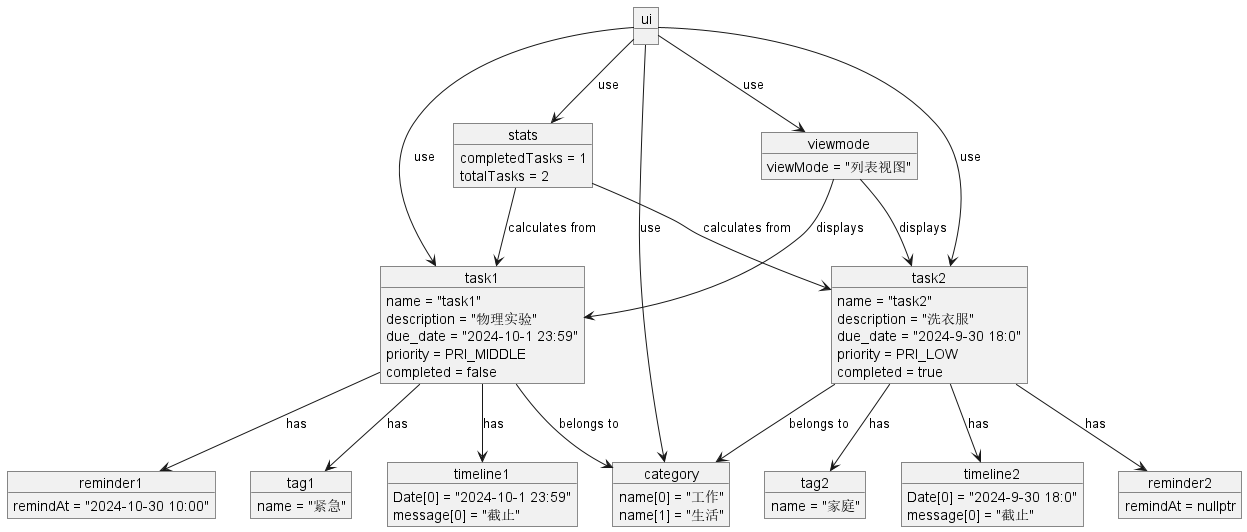 ui
use
use
stats
completedTasks = 1
totalTasks = 2
viewmode
viewMode = "列表视图"
use
use
use
calculates from
calculates from
displays
displays
task1
name = "task1"
description = "物理实验"
due_date = "2024-10-1 23:59"
priority = PRI_MIDDLE
completed = false
task2
name = "task2"
description = "洗衣服"
due_date = "2024-9-30 18:0"
priority = PRI_LOW
completed = true
has
has
has
belongs to
belongs to
has
has
has
reminder1
remindAt = "2024-10-30 10:00"
tag1
name = "紧急"
timeline1
Date[0] = "2024-10-1 23:59"
message[0] = "截止"
category
name[0] = "工作"
name[1] = "生活"
tag2
name = "家庭"
timeline2
Date[0] = "2024-9-30 18:0"
message[0] = "截止"
reminder2
remindAt = nullptr